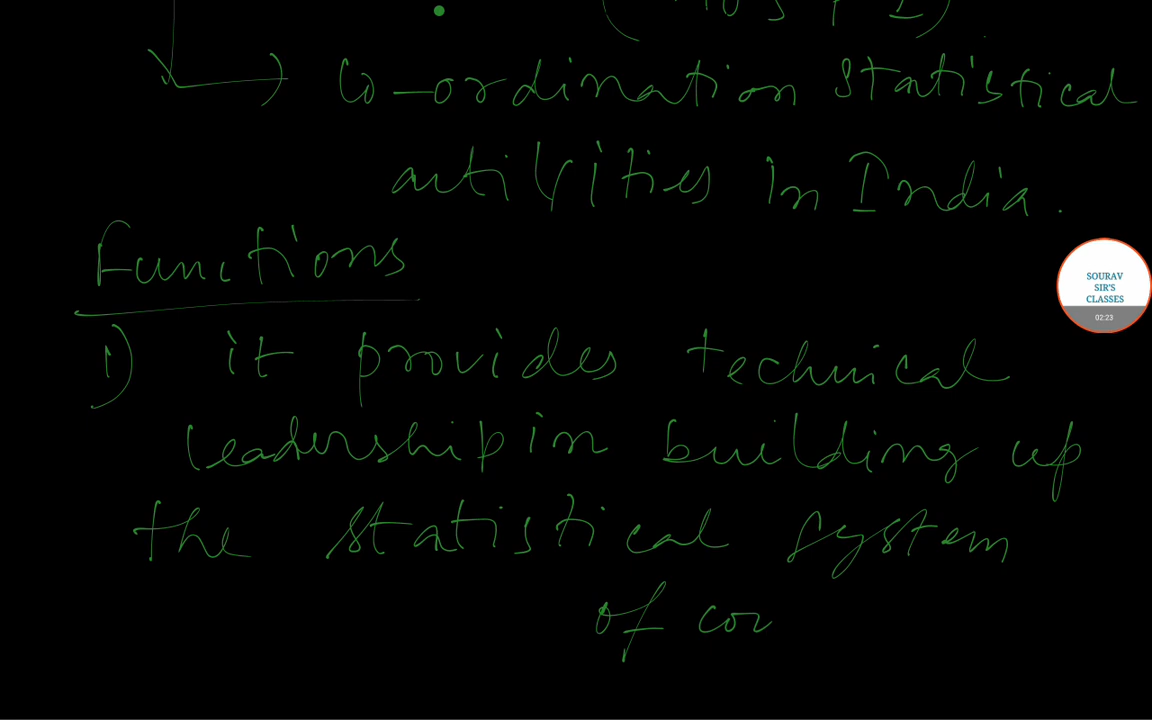 Co-ordination Statistical
activities in India.
Functions
1) it provides technical
leadership in building up
the statistical system
of cou
SOURAV
SIR'S
CLASSES
02:23